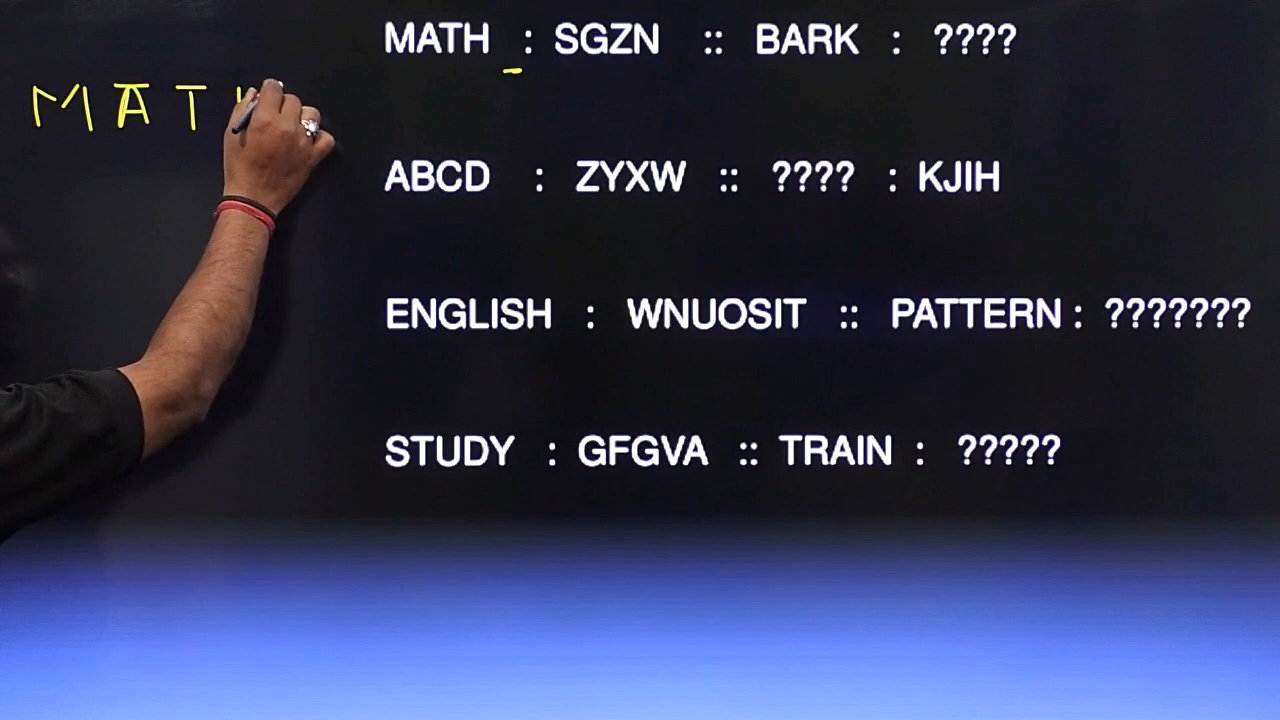 MATH : SGZN :: BARK : ????
MAT
ABCD : ZYXW :: ???? : KJIH
ENGLISH : WNUOSIT :: PATTERN : ???????
STUDY : GFGVA :: TRAIN : ?????